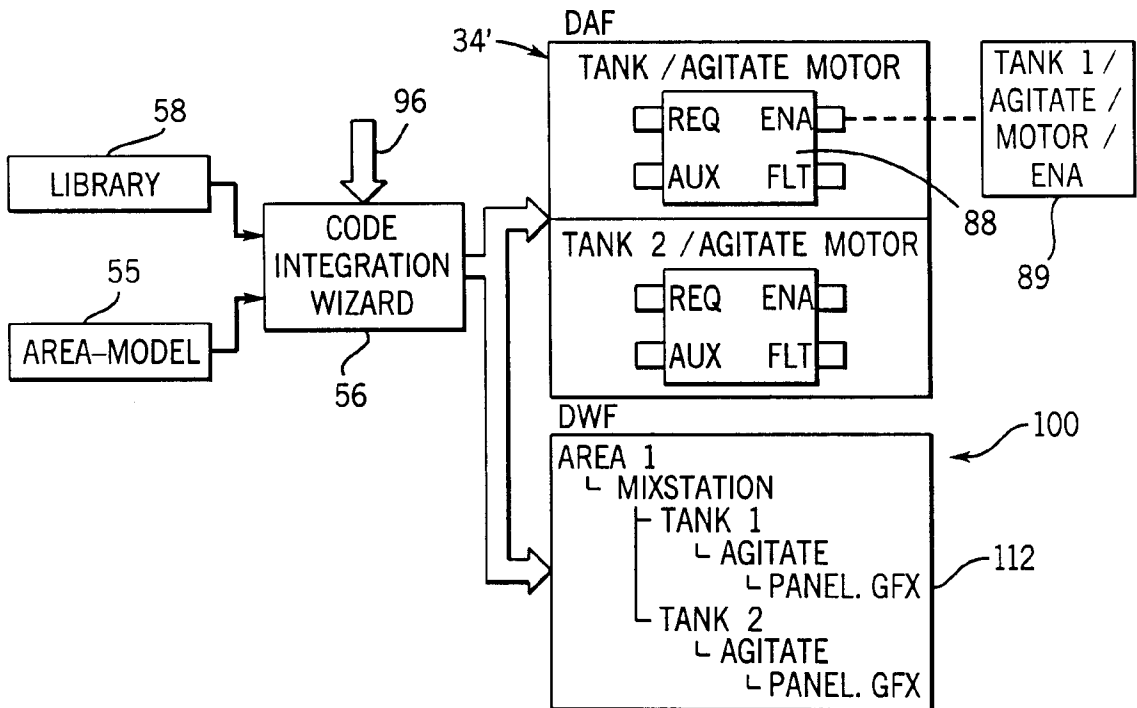 DAF
34'
TANK / AGITATE MOTOR
REQ ENA
AUX FLT
88
TANK 1 /
AGITATE /
MOTOR /
ENA
89
96
58
LIBRARY
55
AREA–MODEL
CODE
INTEGRATION
WIZARD
56
TANK 2 / AGITATE MOTOR
REQ ENA
AUX FLT
DWF
100
AREA 1
MIXSTATION
TANK 1
AGITATE
PANEL. GFX
112
TANK 2
AGITATE
PANEL. GFX